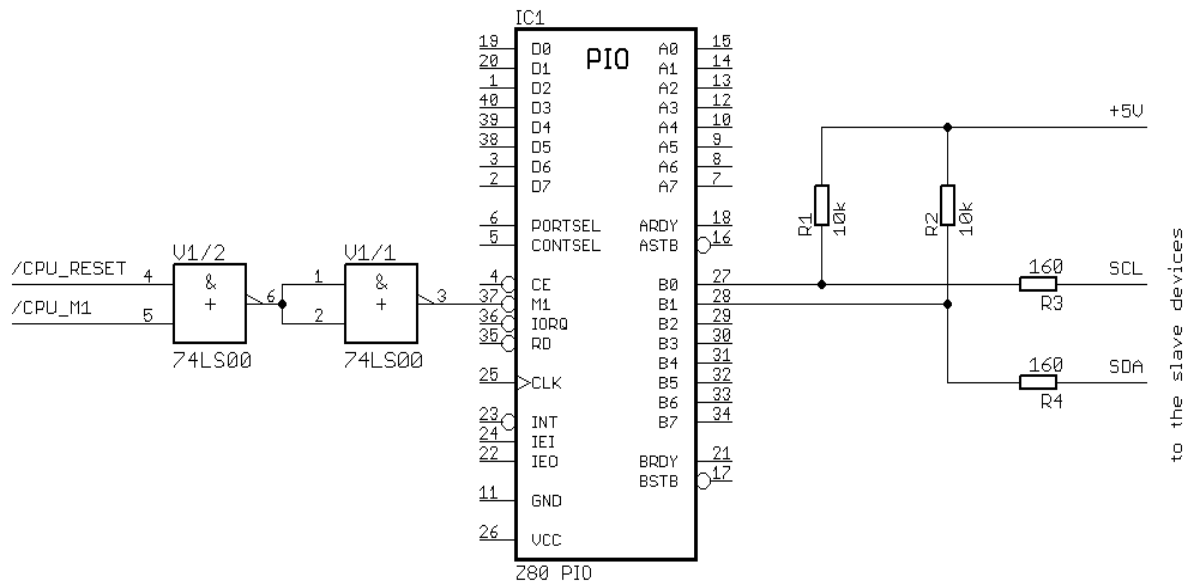 IC1
PIO
19 D0 A0 15
20 D1 A1 14
1 D2 A2 13
40 D3 A3 12
39 D4 A4 10
38 D5 A5 9
3 D6 A6 8
2 D7 A7 7
6 PORTSEL ARDY 18
5 CONTSEL ASTB 16
4 CE B0 27
37 M1 B1 28
36 IORQ B2 29
35 RD B3 30
B4 31
25 CLK B5 32
B6 33
23 INT B7 34
24 IEI
22 IEO BRDY 21
BSTB 17
11 GND
26 VCC
Z80 PIO
/CPU_RESET
/CPU_M1
4
5
V1/2
&
+
6
74LS00
V1/1
1
2
&
+
3
74LS00
+5V
R1
10k
R2
10k
160
R3
SCL
160
R4
SDA
to the slave devices